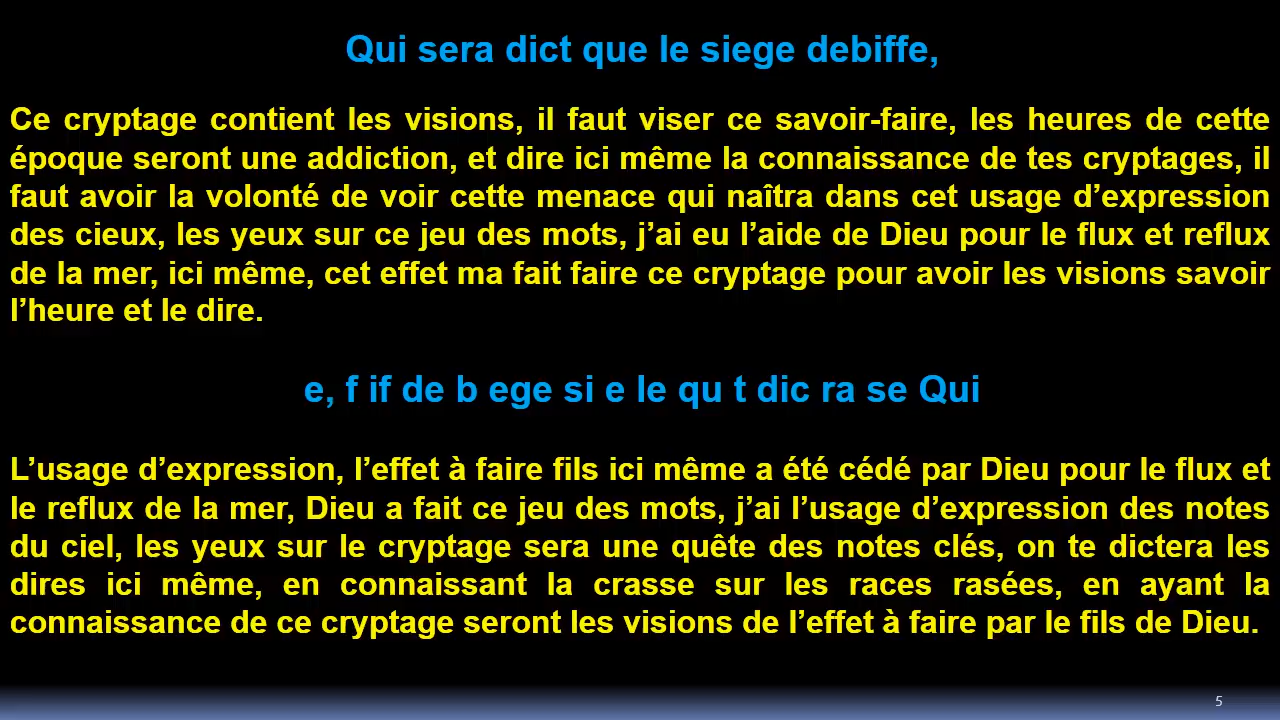 Qui sera dict que le siege debiffe,
Ce cryptage contient les visions, il faut viser ce savoir-faire, les heures de cette
époque seront une addiction, et dire ici même la connaissance de tes cryptages, il
faut avoir la volonté de voir cette menace qui naîtra dans cet usage d’expression
des cieux, les yeux sur ce jeu des mots, j’ai eu l’aide de Dieu pour le flux et reflux
de la mer, ici même, cet effet ma fait faire ce cryptage pour avoir les visions savoir
l’heure et le dire.
e, f if de b ege si e le qu t dic ra se Qui
L’usage d’expression, l’effet à faire fils ici même a été cédé par Dieu pour le flux et
le reflux de la mer, Dieu a fait ce jeu des mots, j’ai l’usage d’expression des notes
du ciel, les yeux sur le cryptage sera une quête des notes clés, on te dictera les
dires ici même, en connaissant la crasse sur les races rasées, en ayant la
connaissance de ce cryptage seront les visions de l’effet à faire par le fils de Dieu.
5